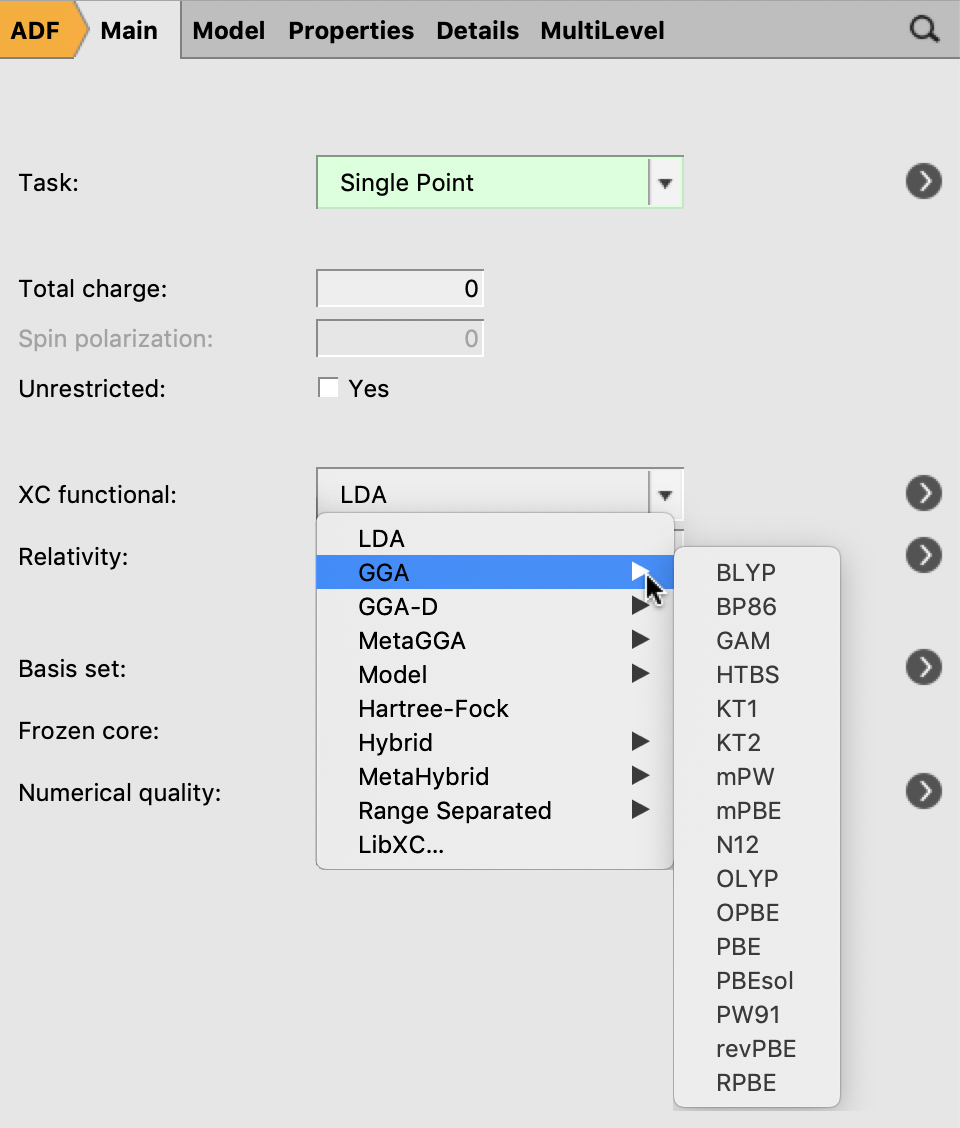 ADF Main Model Properties Details MultiLevel
Task: Single Point
Total charge: 0
Spin polarization: 0
Unrestricted: Yes
XC functional: LDA
Relativity:
Basis set:
Frozen core:
Numerical quality:
LDA
GGA
GGA-D
MetaGGA
Model
Hartree-Fock
Hybrid
MetaHybrid
Range Separated
LibXC...
BLYP
BP86
GAM
HTBS
KT1
KT2
mPW
mPBE
N12
OLYP
OPBE
PBE
PBEsol
PW91
revPBE
RPBE